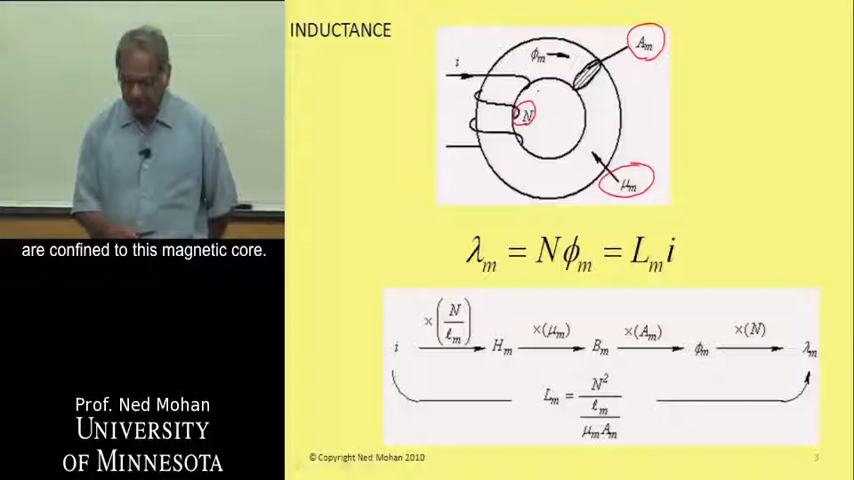 INDUCTANCE
i
ϕm
Am
N
μm
λm = Nϕm = Lm i
i ×(N/ℓm) Hm ×(μm) Bm ×(Am) ϕm ×(N) λm
Lm = N²/(ℓm/(μm Am))
are confined to this magnetic core.
Prof. Ned Mohan
UNIVERSITY
OF MINNESOTA
© Copyright Ned Mohan 2010
3